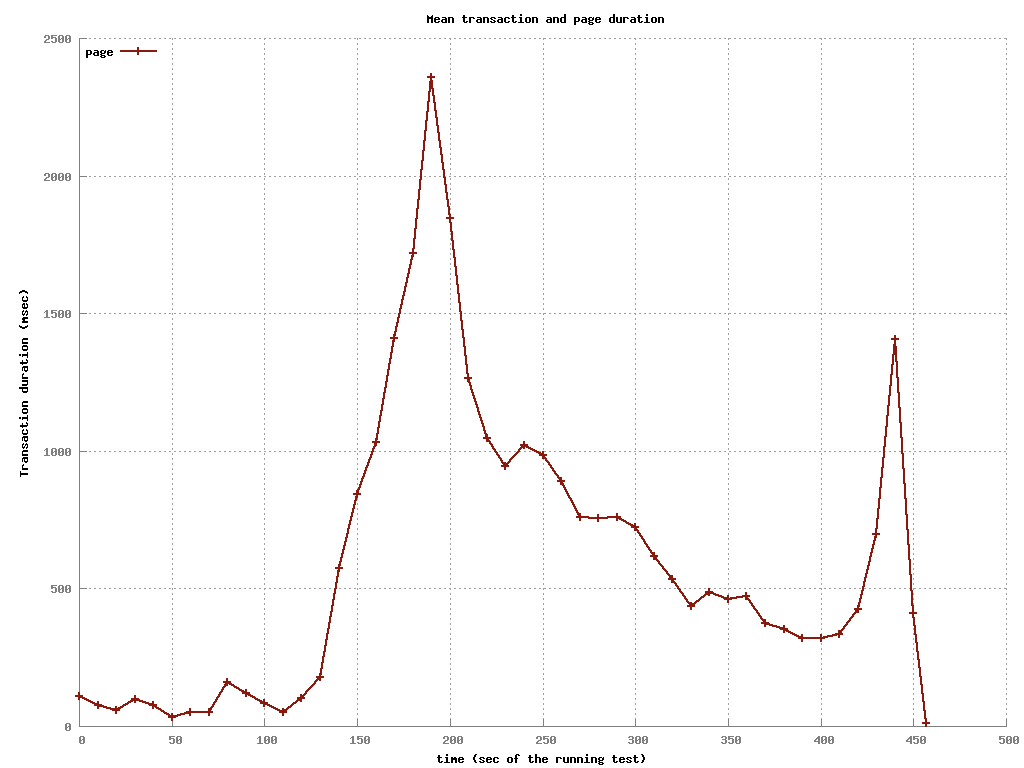 Mean transaction and page duration
page
2500
2000
1500
1000
500
0
Transaction duration (msec)
0 50 100 150 200 250 300 350 400 450 500
time (sec of the running test)